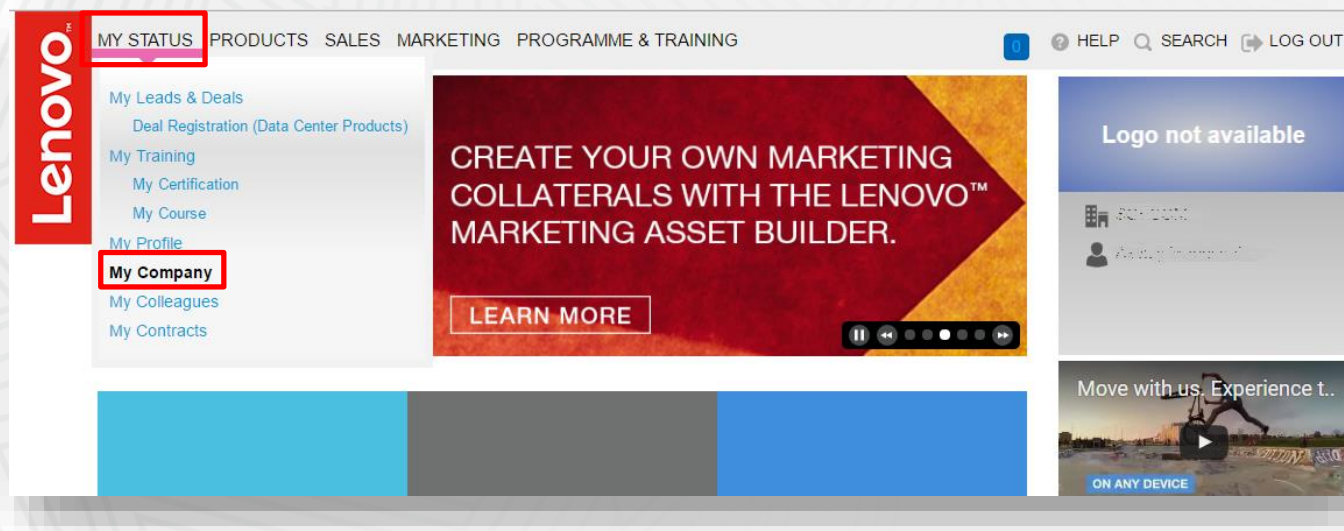 Lenovo™
MY STATUS PRODUCTS SALES MARKETING PROGRAMME & TRAINING
0
HELP SEARCH LOG OUT
My Leads & Deals
Deal Registration (Data Center Products)
My Training
My Certification
My Course
My Profile
My Company
My Colleagues
My Contracts
CREATE YOUR OWN MARKETING
COLLATERALS WITH THE LENOVO™
MARKETING ASSET BUILDER.
LEARN MORE
Logo not available
Move with us. Experience t..
ON ANY DEVICE